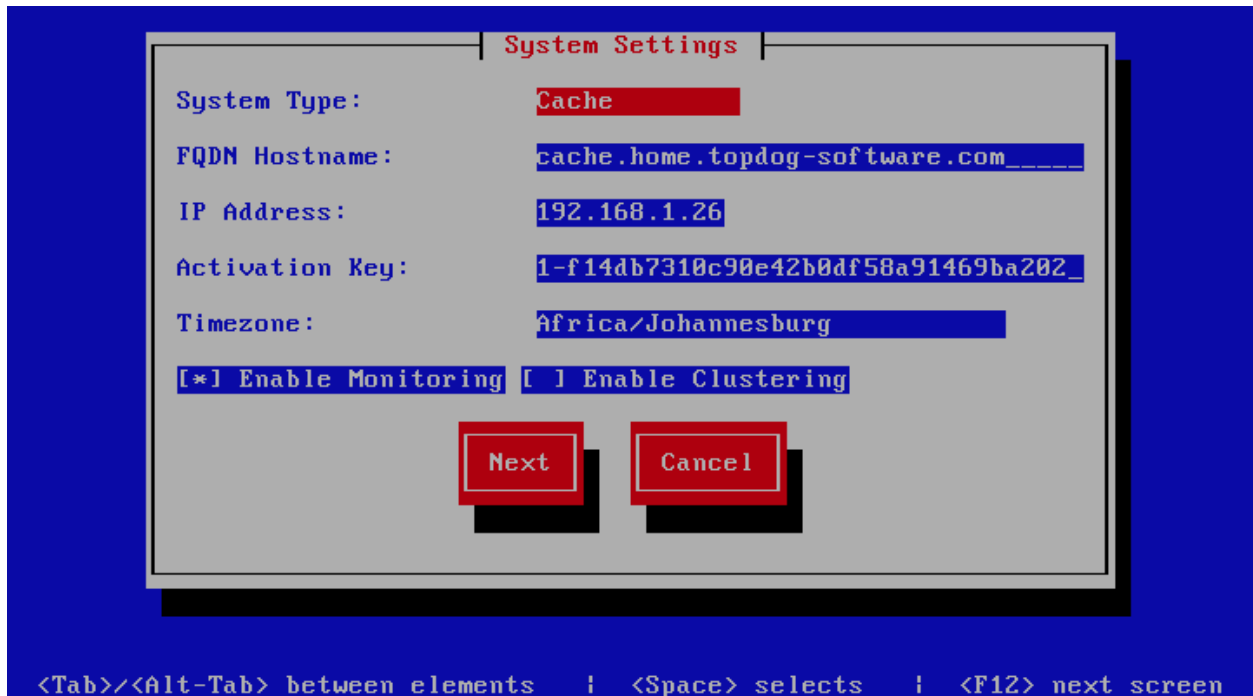 System Settings
System Type: Cache
FQDN Hostname: cache.home.topdog-software.com_____
IP Address: 192.168.1.26
Activation Key: 1-f14db7310c90e42b0df58a91469ba202_
Timezone: Africa/Johannesburg
[*] Enable Monitoring [ ] Enable Clustering
Next Cancel
<Tab>/<Alt-Tab> between elements | <Space> selects | <F12> next screen